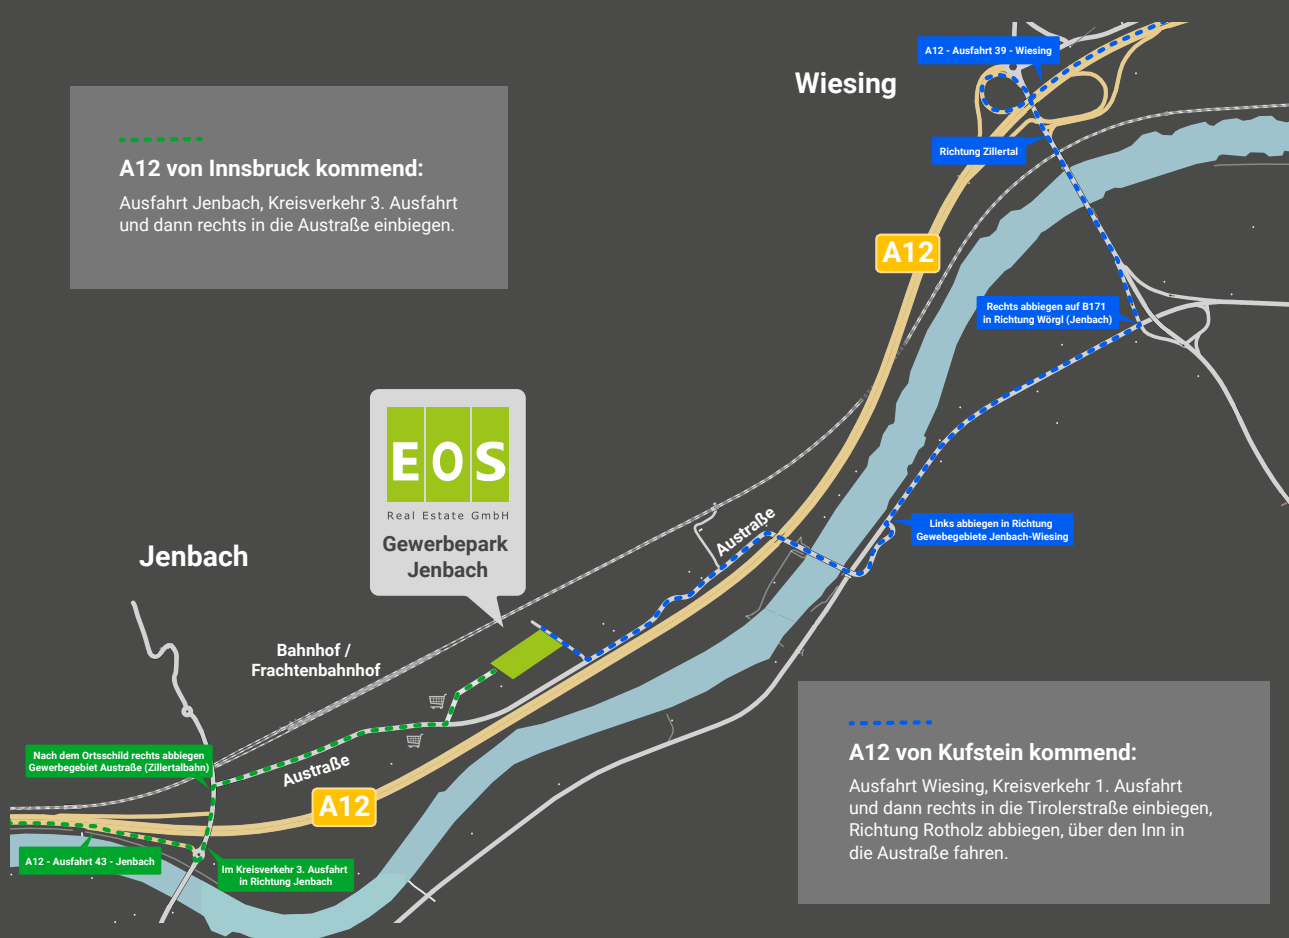 A12 - Ausfahrt 39 - Wiesing
Wiesing
Richtung Zillertal
A12 von Innsbruck kommend:
Ausfahrt Jenbach, Kreisverkehr 3. Ausfahrt
und dann rechts in die Austraße einbiegen.
A12
Rechts abbiegen auf B171
in Richtung Wörgl (Jenbach)
EOS
Real Estate GmbH
Gewerbepark
Jenbach
Austraße
Links abbiegen in Richtung
Gewebegebiete Jenbach-Wiesing
Jenbach
Bahnhof /
Frachtenbahnhof
Nach dem Ortsschild rechts abbiegen
Gewerbegebiet Austraße (Zillertalbahn)
Austraße
A12
A12 - Ausfahrt 43 - Jenbach
Im Kreisverkehr 3. Ausfahrt
in Richtung Jenbach
A12 von Kufstein kommend:
Ausfahrt Wiesing, Kreisverkehr 1. Ausfahrt
und dann rechts in die Tirolerstraße einbiegen,
Richtung Rotholz abbiegen, über den Inn in
die Austraße fahren.